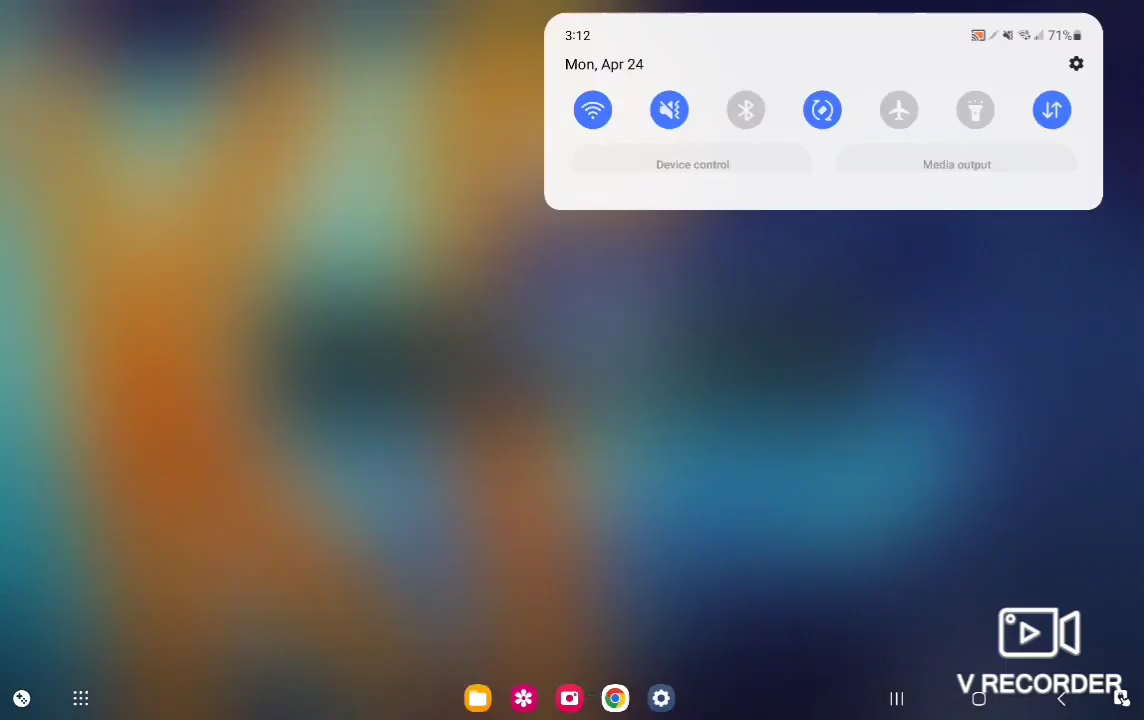 3:12
71%
Mon, Apr 24
Device control
Media output
V RECORDER